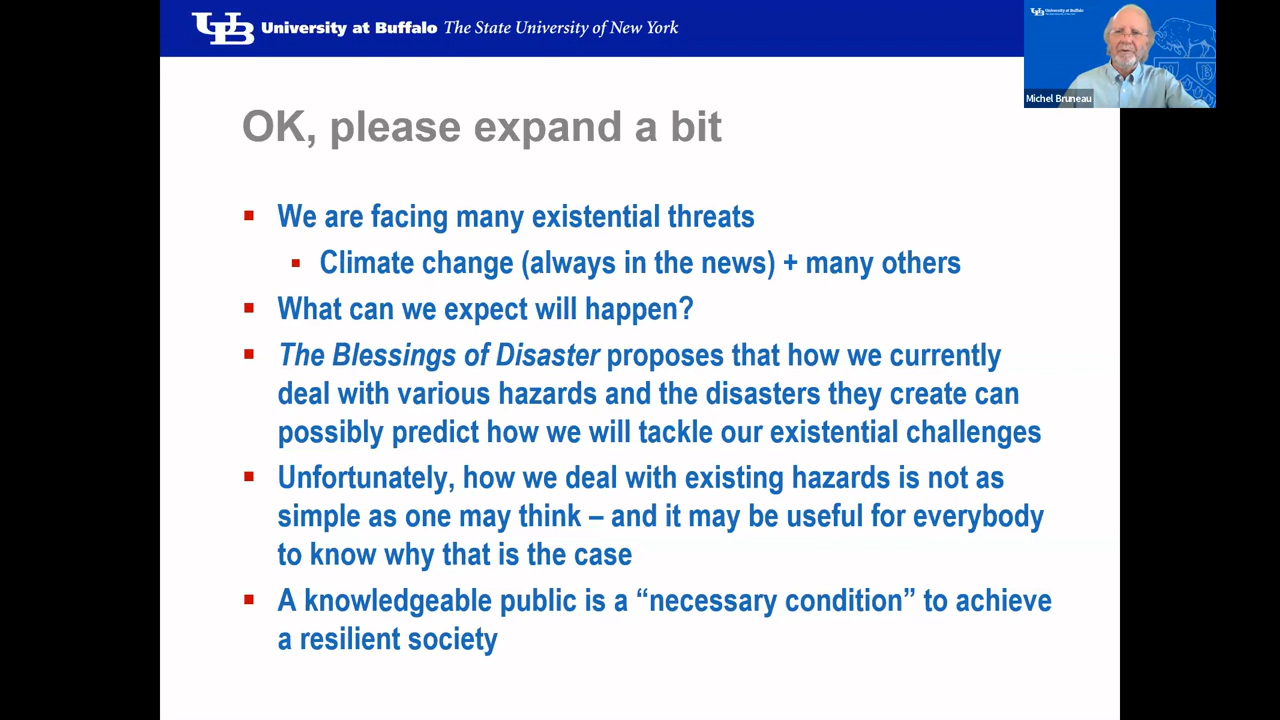 UB University at Buffalo The State University of New York
University at Buffalo
Michel Bruneau
OK, please expand a bit
We are facing many existential threats
Climate change (always in the news) + many others
What can we expect will happen?
The Blessings of Disaster proposes that how we currently
deal with various hazards and the disasters they create can
possibly predict how we will tackle our existential challenges
Unfortunately, how we deal with existing hazards is not as
simple as one may think – and it may be useful for everybody
to know why that is the case
A knowledgeable public is a “necessary condition” to achieve
a resilient society